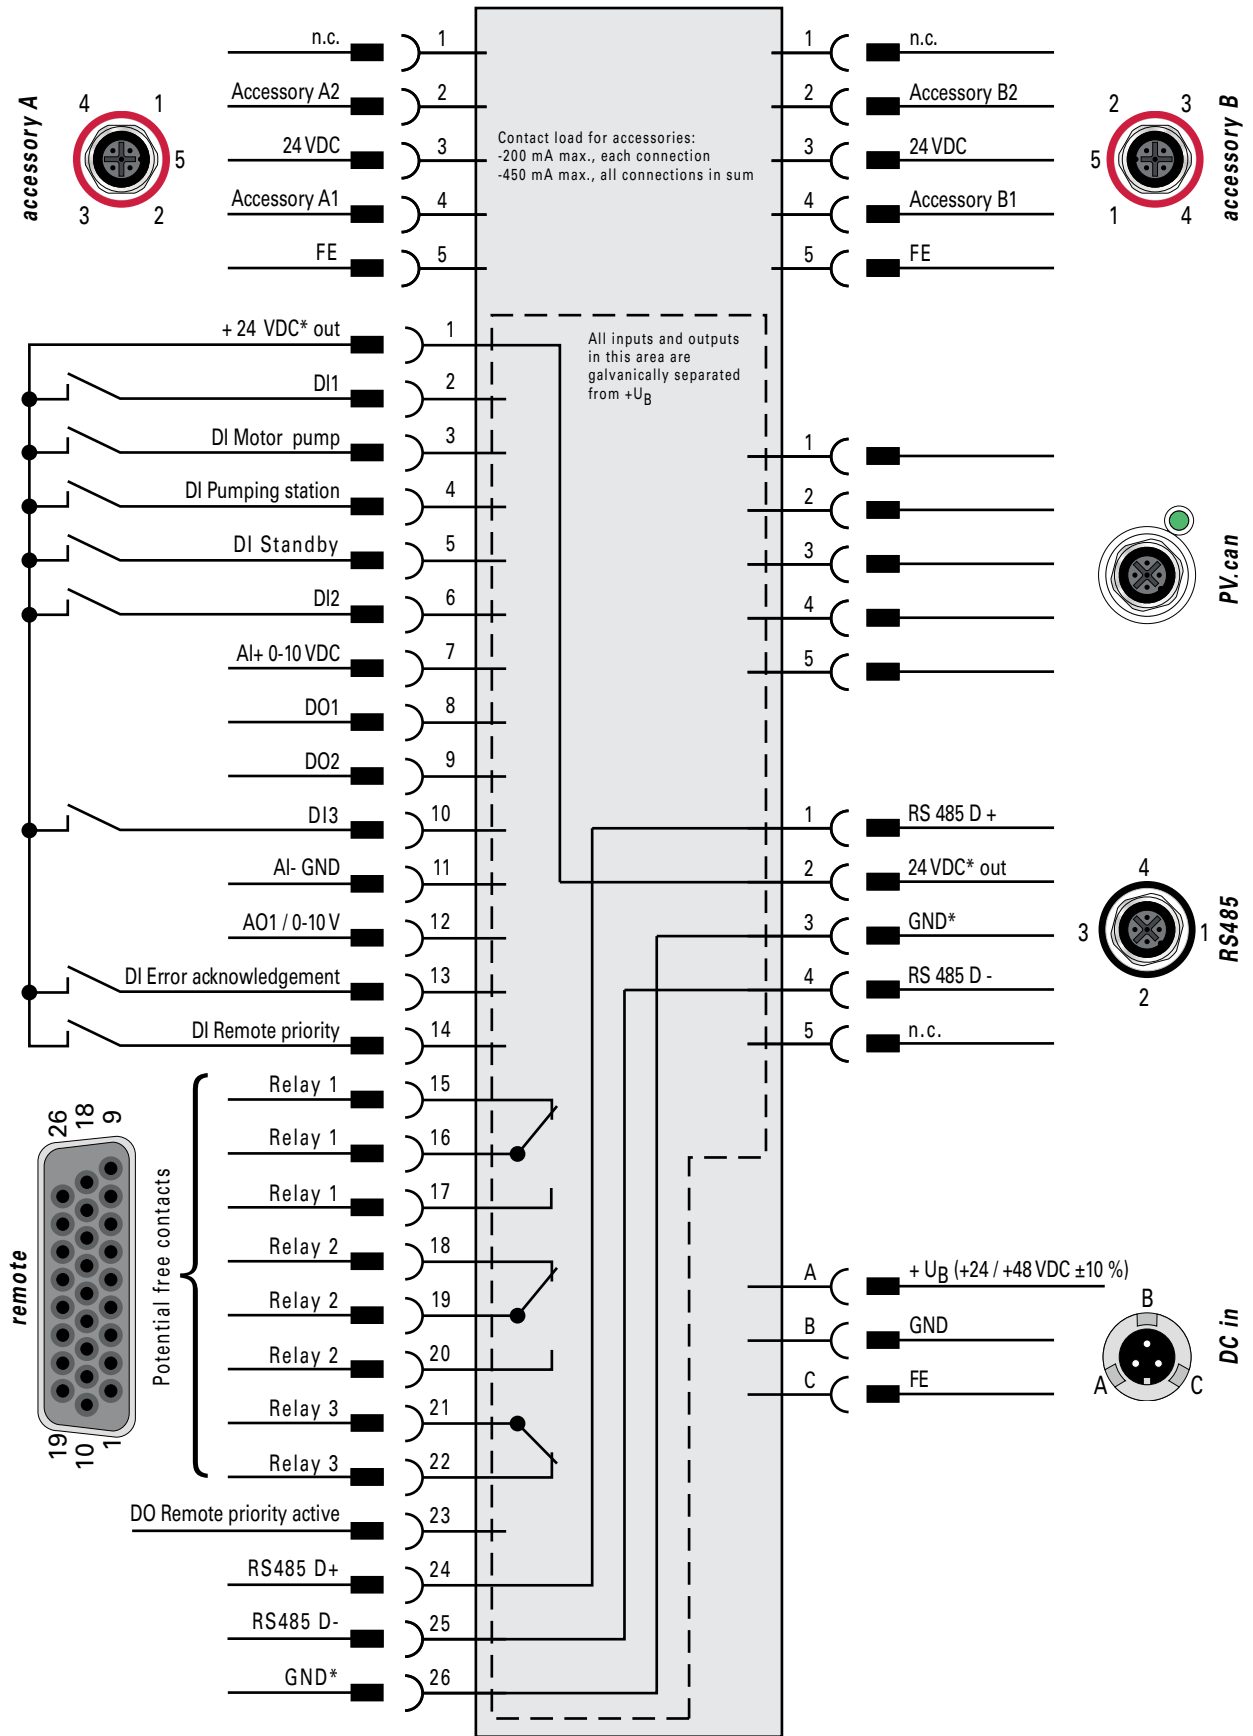 accessory A
4 1
5
3 2
n.c. 1
Accessory A2 2
24 VDC 3
Accessory A1 4
FE 5
Contact load for accessories:
-200 mA max., each connection
-450 mA max., all connections in sum
1 n.c.
2 Accessory B2
3 24 VDC
4 Accessory B1
5 FE
2 3
5
1 4
accessory B
+ 24 VDC* out 1
DI1 2
DI Motor pump 3
DI Pumping station 4
DI Standby 5
DI2 6
AI+ 0-10 VDC 7
DO1 8
DO2 9
DI3 10
AI- GND 11
AO1 / 0-10 V 12
DI Error acknowledgement 13
DI Remote priority 14
Relay 1 15
Relay 1 16
Relay 1 17
Relay 2 18
Relay 2 19
Relay 2 20
Relay 3 21
Relay 3 22
DO Remote priority active 23
RS485 D+ 24
RS485 D- 25
GND* 26
Potential free contacts
remote
26 18 9
19 10 1
All inputs and outputs
in this area are
galvanically separated
from +UB
1
2
3
4
5
PV.can
1 RS 485 D +
2 24 VDC* out
3 GND*
4 RS 485 D -
5 n.c.
4
3 1
2
RS485
A + UB (+24 / +48 VDC ±10 %)
B GND
C FE
B
A C
DC in